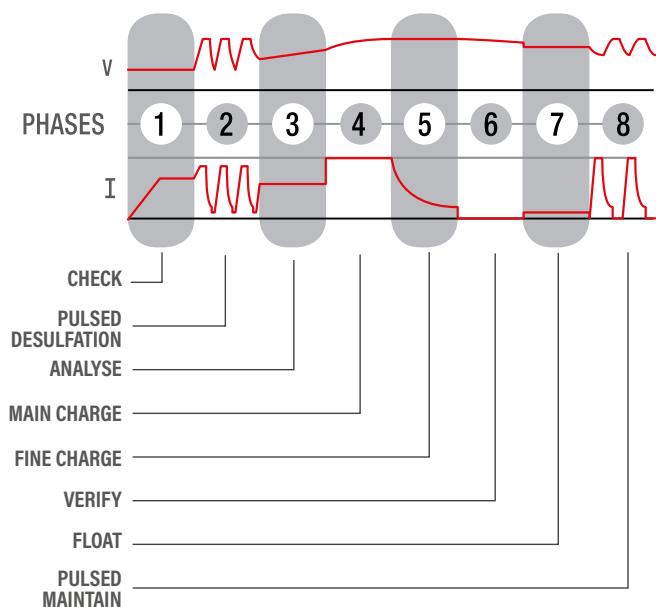 V
PHASES 1 2 3 4 5 6 7 8
I
CHECK
PULSED
DESULFATION
ANALYSE
MAIN CHARGE
FINE CHARGE
VERIFY
FLOAT
PULSED
MAINTAIN